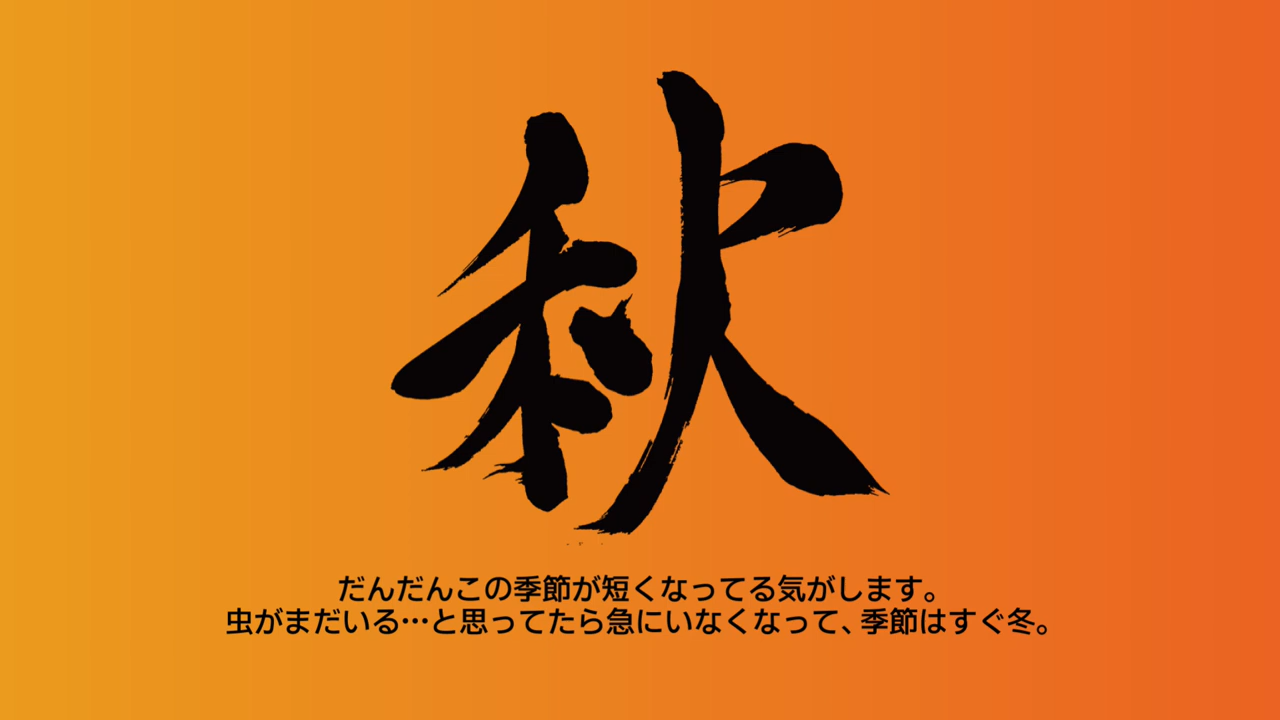 秋
だんだんこの季節が短くなってる気がします。
虫がまだいる…と思ってたら急にいなくなって、季節はすぐ冬。